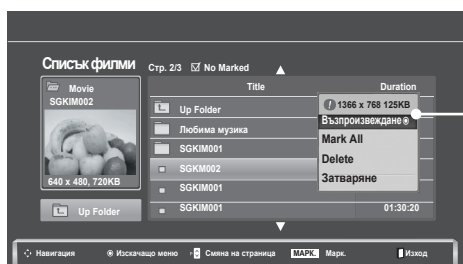 Списък филми
Стр. 2/3 ☑ No Marked
Movie
SGKIM002
640 x 480, 720KB
Up Folder
Title
Duration
Up Folder
Любима музика
SGKIM001
SGKM002
SGKIM001
SGKIM001
01:30:20
1366 x 768 125KB
Възпроизвеждане
Mark All
Delete
Затваряне
Навигация
Изскачащо меню
Смяна на страница
МАРК. Марк.
Изход